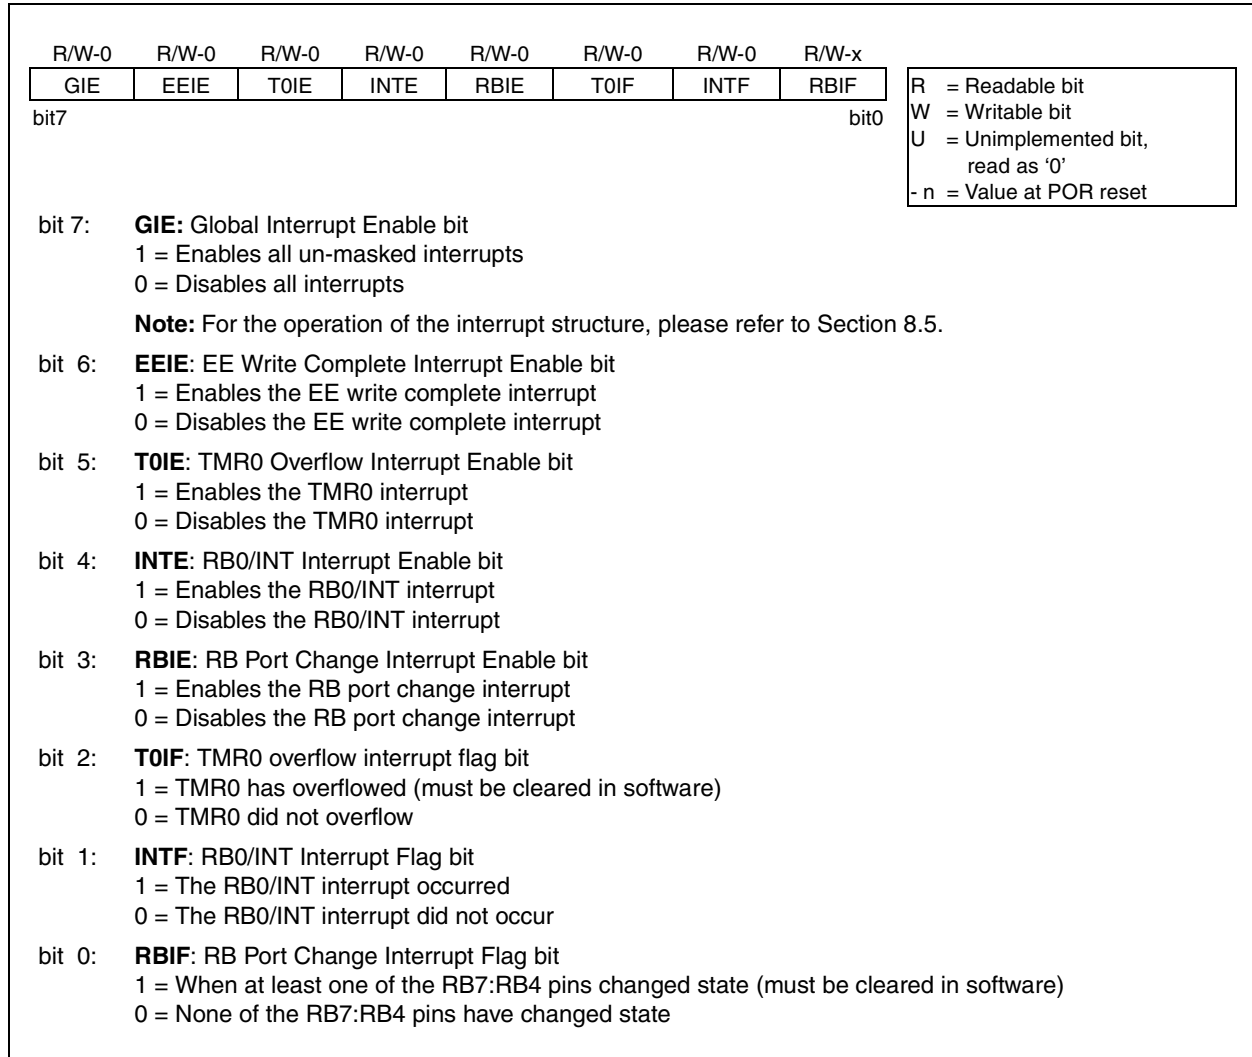 R/W-0 R/W-0 R/W-0 R/W-0 R/W-0 R/W-0 R/W-0 R/W-x
GIE EEIE T0IE INTE RBIE T0IF INTF RBIF
bit7 bit0
R = Readable bit
W = Writable bit
U = Unimplemented bit,
read as ‘0’
- n = Value at POR reset
bit 7: GIE: Global Interrupt Enable bit
1 = Enables all un-masked interrupts
0 = Disables all interrupts
Note: For the operation of the interrupt structure, please refer to Section 8.5.
bit 6: EEIE: EE Write Complete Interrupt Enable bit
1 = Enables the EE write complete interrupt
0 = Disables the EE write complete interrupt
bit 5: T0IE: TMR0 Overflow Interrupt Enable bit
1 = Enables the TMR0 interrupt
0 = Disables the TMR0 interrupt
bit 4: INTE: RB0/INT Interrupt Enable bit
1 = Enables the RB0/INT interrupt
0 = Disables the RB0/INT interrupt
bit 3: RBIE: RB Port Change Interrupt Enable bit
1 = Enables the RB port change interrupt
0 = Disables the RB port change interrupt
bit 2: T0IF: TMR0 overflow interrupt flag bit
1 = TMR0 has overflowed (must be cleared in software)
0 = TMR0 did not overflow
bit 1: INTF: RB0/INT Interrupt Flag bit
1 = The RB0/INT interrupt occurred
0 = The RB0/INT interrupt did not occur
bit 0: RBIF: RB Port Change Interrupt Flag bit
1 = When at least one of the RB7:RB4 pins changed state (must be cleared in software)
0 = None of the RB7:RB4 pins have changed state